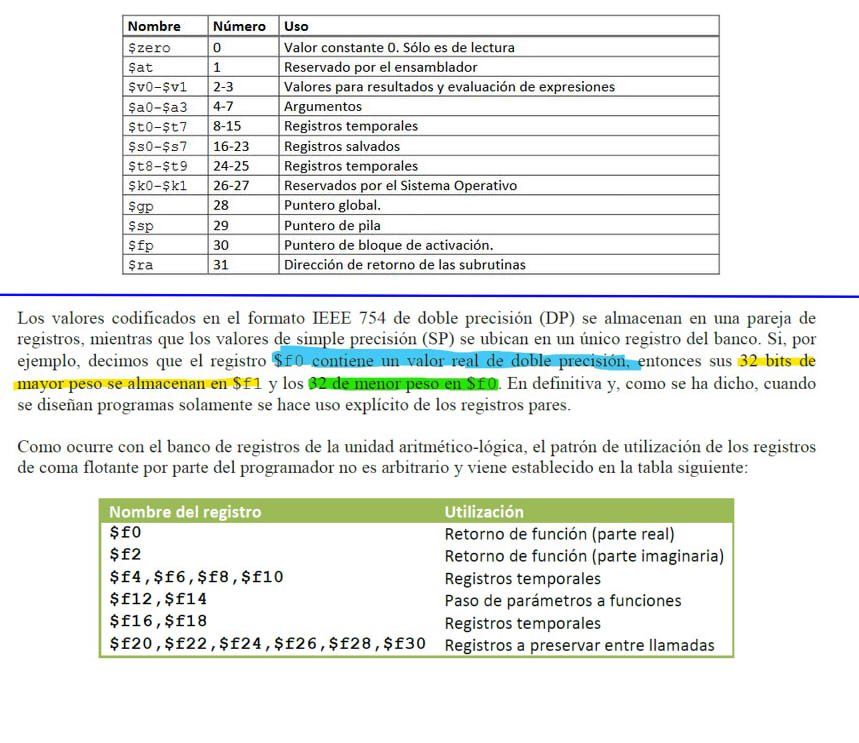 Nombre Número Uso
$zero 0 Valor constante 0. Sólo es de lectura
$at 1 Reservado por el ensamblador
$v0-$v1 2-3 Valores para resultados y evaluación de expresiones
$a0-$a3 4-7 Argumentos
$t0-$t7 8-15 Registros temporales
$s0-$s7 16-23 Registros salvados
$t8-$t9 24-25 Registros temporales
$k0-$k1 26-27 Reservados por el Sistema Operativo
$gp 28 Puntero global.
$sp 29 Puntero de pila
$fp 30 Puntero de bloque de activación.
$ra 31 Dirección de retorno de las subrutinas
Los valores codificados en el formato IEEE 754 de doble precisión (DP) se almacenan en una pareja de
registros, mientras que los valores de simple precisión (SP) se ubican en un único registro del banco. Si, por
ejemplo, decimos que el registro $f0 contiene un valor real de doble precisión, entonces sus 32 bits de
mayor peso se almacenan en $f1 y los 32 de menor peso en $f0. En definitiva y, como se ha dicho, cuando
se diseñan programas solamente se hace uso explícito de los registros pares.
Como ocurre con el banco de registros de la unidad aritmético-lógica, el patrón de utilización de los registros
de coma flotante por parte del programador no es arbitrario y viene establecido en la tabla siguiente:
Nombre del registro Utilización
$f0 Retorno de función (parte real)
$f2 Retorno de función (parte imaginaria)
$f4,$f6,$f8,$f10 Registros temporales
$f12,$f14 Paso de parámetros a funciones
$f16,$f18 Registros temporales
$f20,$f22,$f24,$f26,$f28,$f30 Registros a preservar entre llamadas